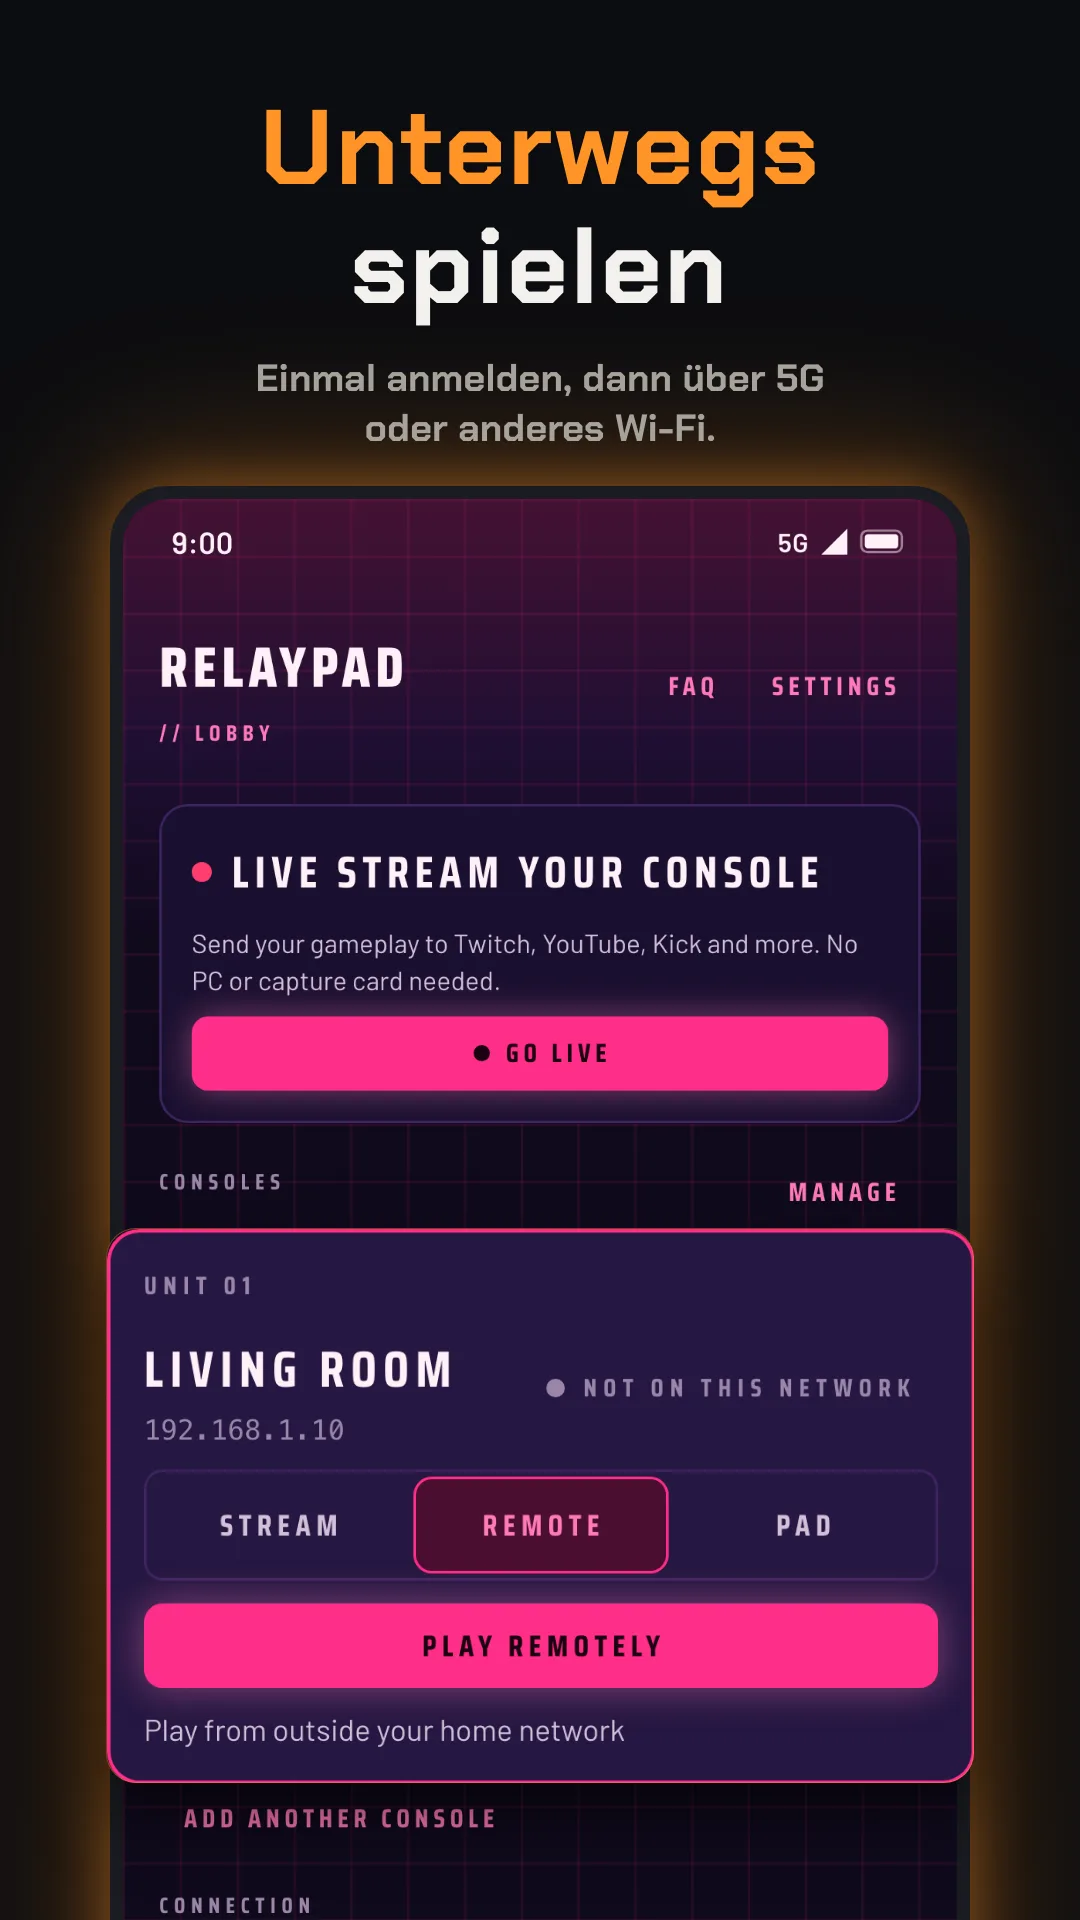 Unterwegs
spielen
Einmal anmelden, dann über 5G
oder anderes Wi-Fi.
9:00
5G
RELAYPAD
FAQ
SETTINGS
// LOBBY
LIVE STREAM YOUR CONSOLE
Send your gameplay to Twitch, YouTube, Kick and more. No
PC or capture card needed.
GO LIVE
CONSOLES
MANAGE
UNIT 01
LIVING ROOM
NOT ON THIS NETWORK
192.168.1.10
STREAM
REMOTE
PAD
PLAY REMOTELY
Play from outside your home network
ADD ANOTHER CONSOLE
CONNECTION